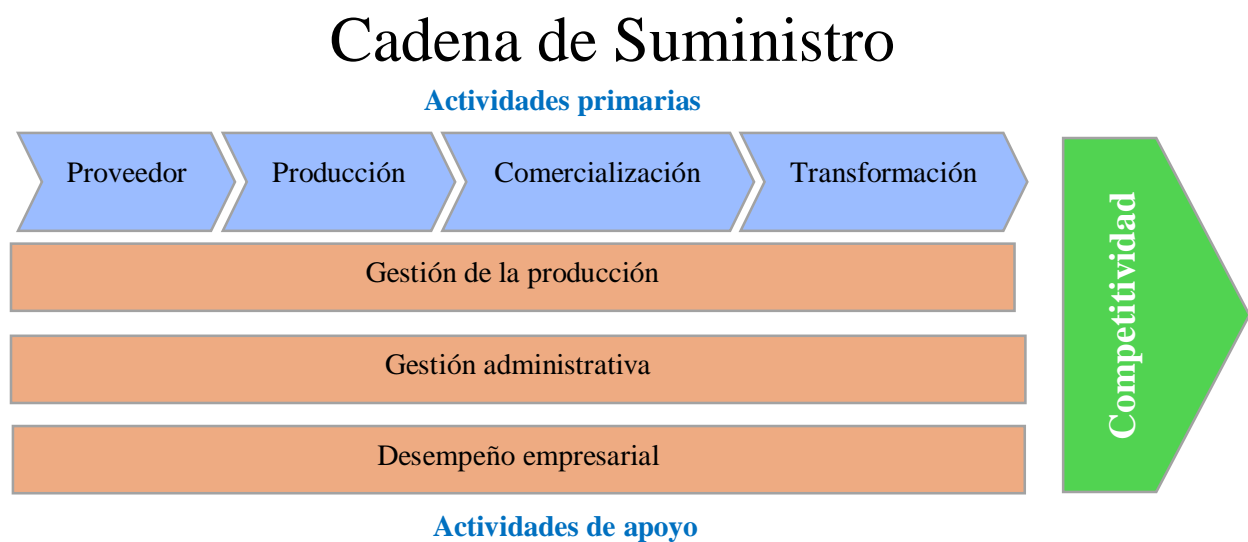 Cadena de Suministro
Actividades primarias
Proveedor
Producción
Comercialización
Transformación
Gestión de la producción
Gestión administrativa
Desempeño empresarial
Actividades de apoyo
Competitividad